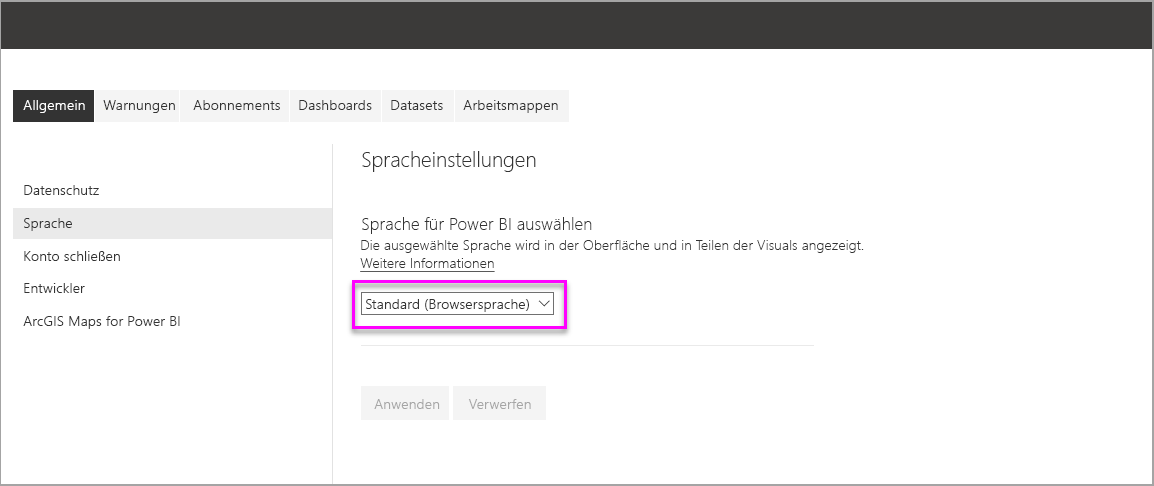 Allgemein Warnungen Abonnements Dashboards Datasets Arbeitsmappen
Datenschutz
Sprache
Konto schließen
Entwickler
ArcGIS Maps for Power BI
Spracheinstellungen
Sprache für Power BI auswählen
Die ausgewählte Sprache wird in der Oberfläche und in Teilen der Visuals angezeigt.
Weitere Informationen
Standard (Browsersprache)
Anwenden Verwerfen